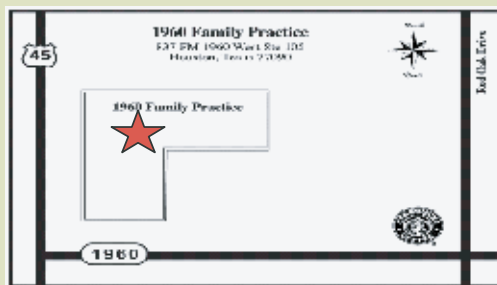 1960 Family Practice
837 FM 1960 West Ste 105
Houston, Texas 77090
45
Red Oak Drive
1960 Family Practice
1960